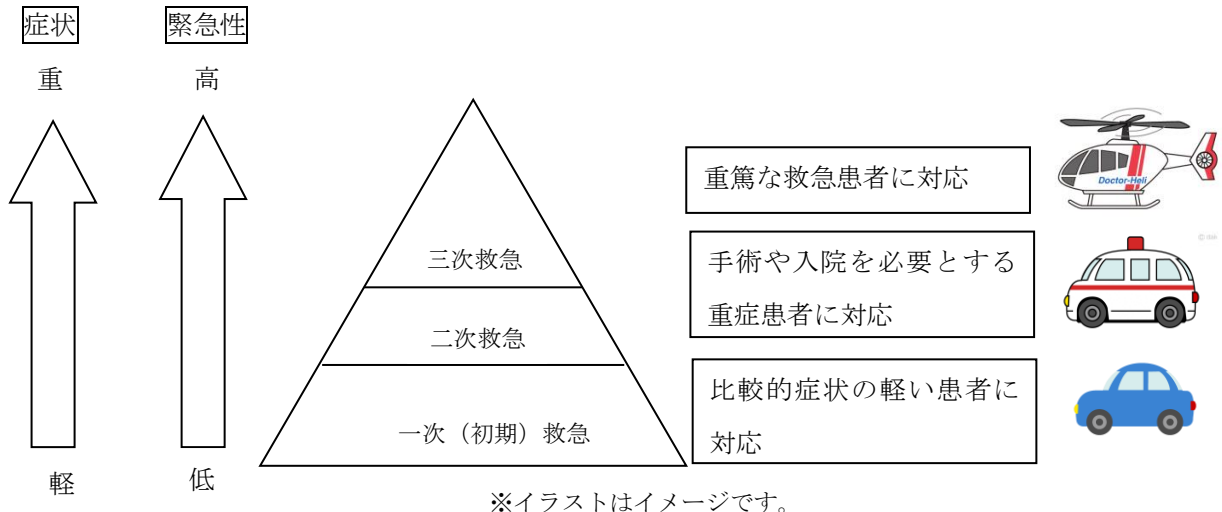 症状
緊急性
重
高
重篤な救急患者に対応
Doctor-Heli
三次救急
手術や入院を必要とする
重症患者に対応
二次救急
比較的症状の軽い患者に
対応
一次（初期）救急
軽
低
※イラストはイメージです。